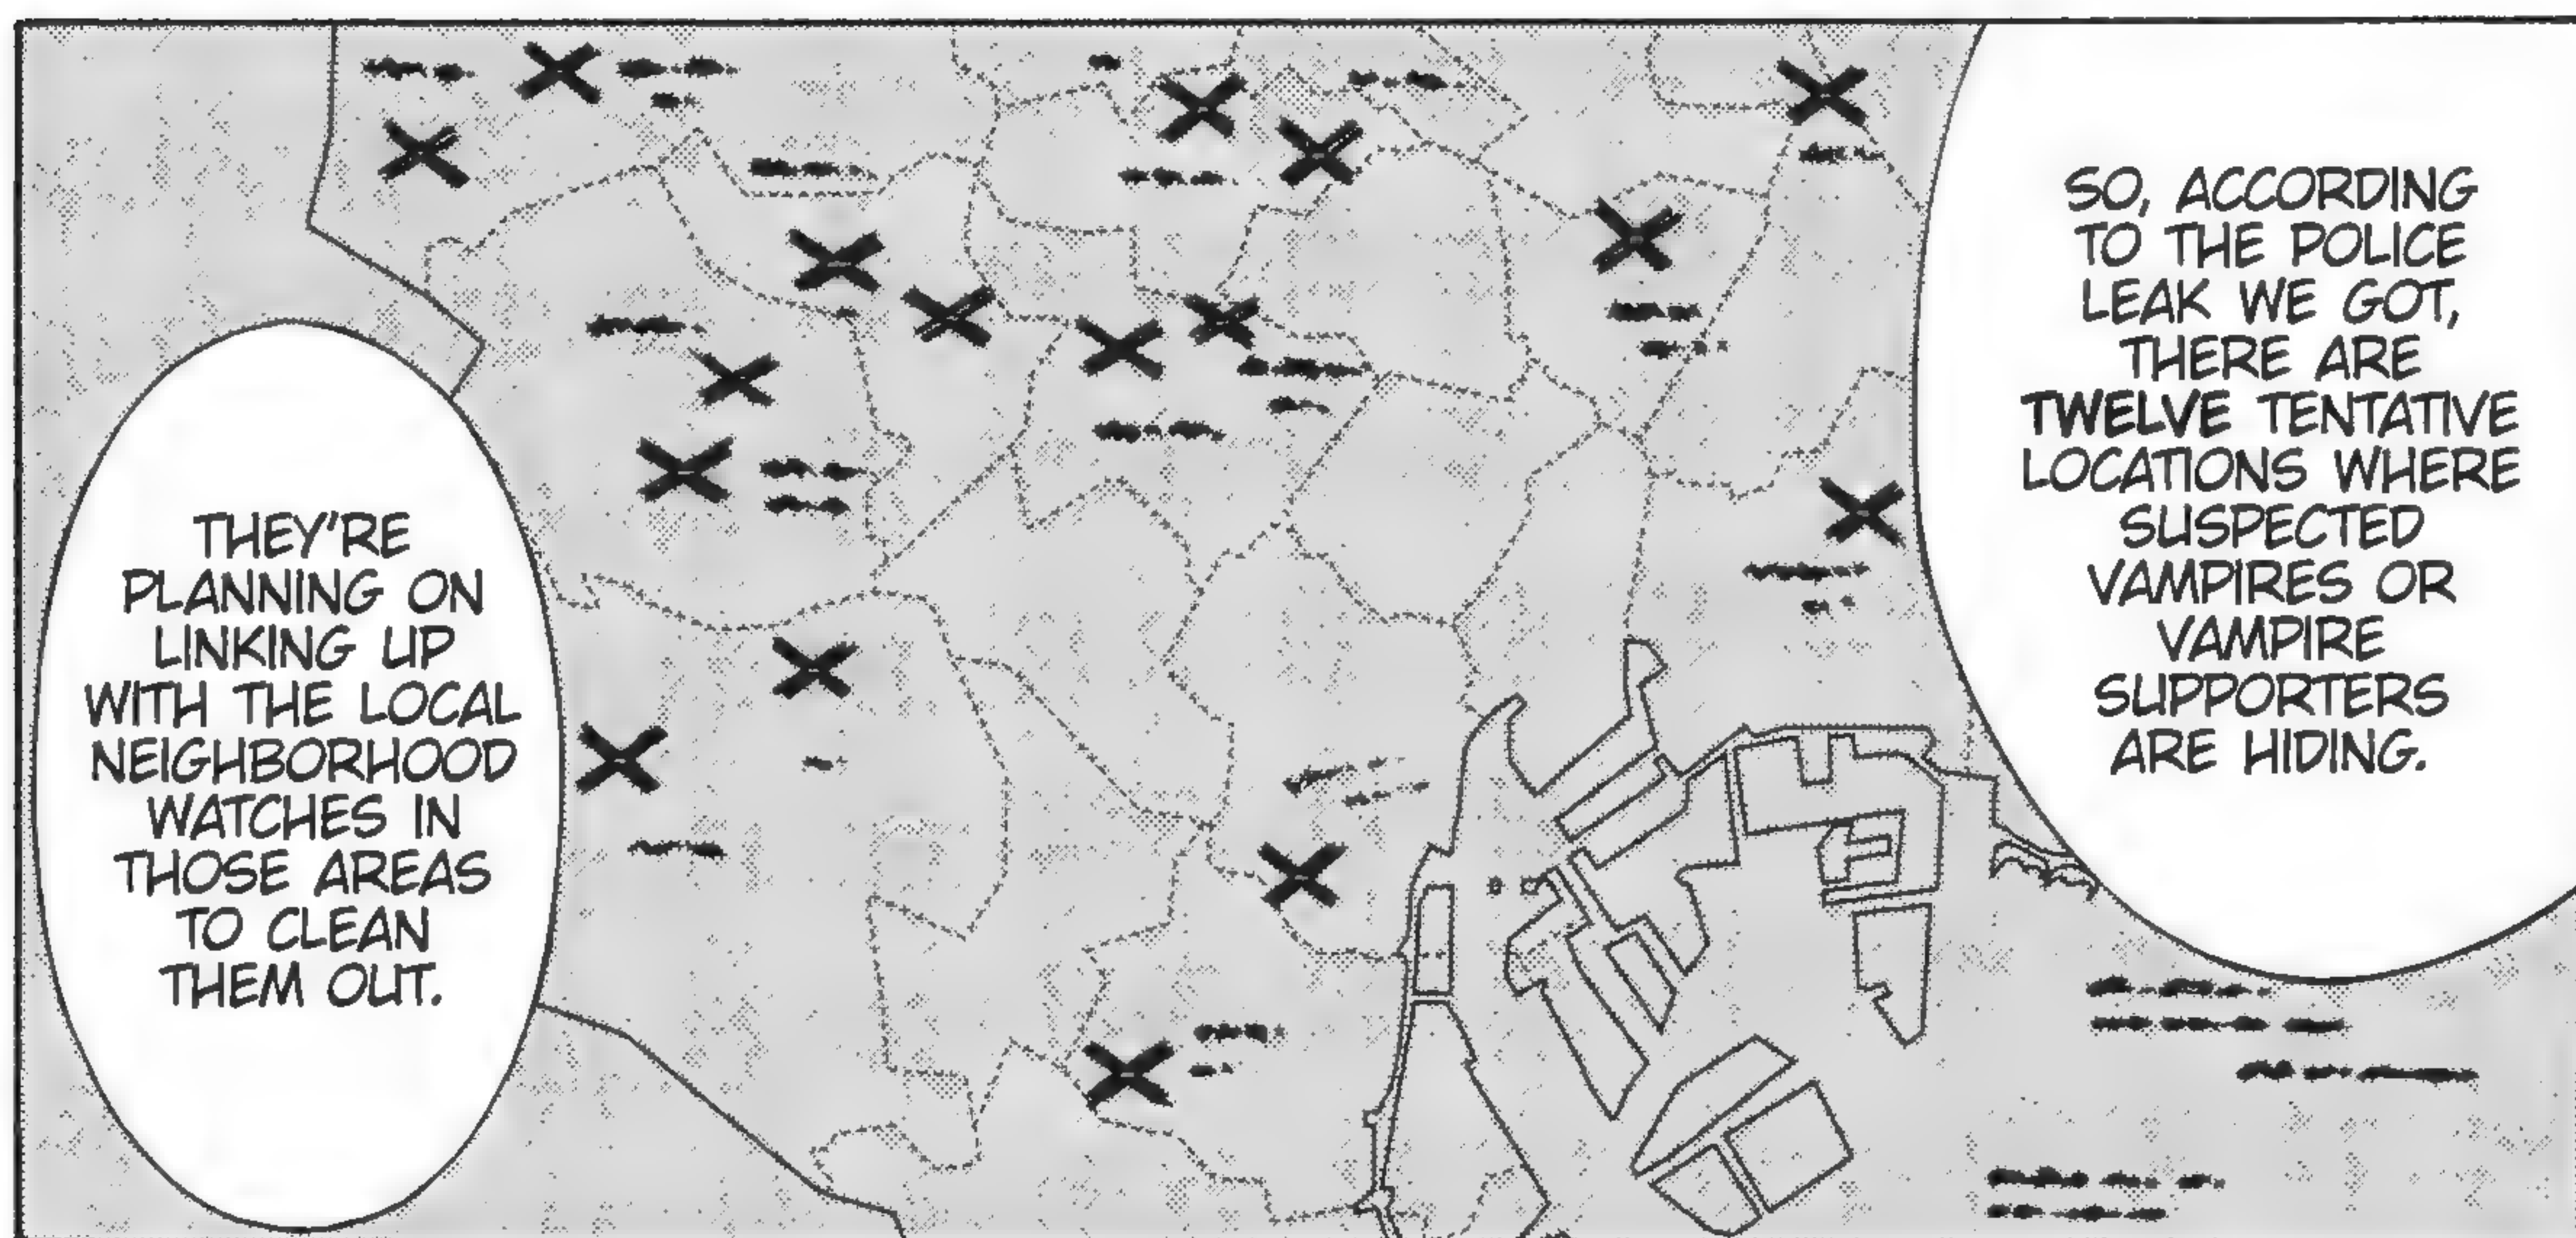 SO, ACCORDING
TO THE POLICE
LEAK WE GOT,
THERE ARE
TWELVE TENTATIVE
LOCATIONS WHERE
SUSPECTED
VAMPIRES OR
VAMPIRE
SUPPORTERS
ARE HIDING.
THEY'RE
PLANNING ON
LINKING UP
WITH THE LOCAL
NEIGHBORHOOD
WATCHES IN
THOSE AREAS
TO CLEAN
THEM OUT.